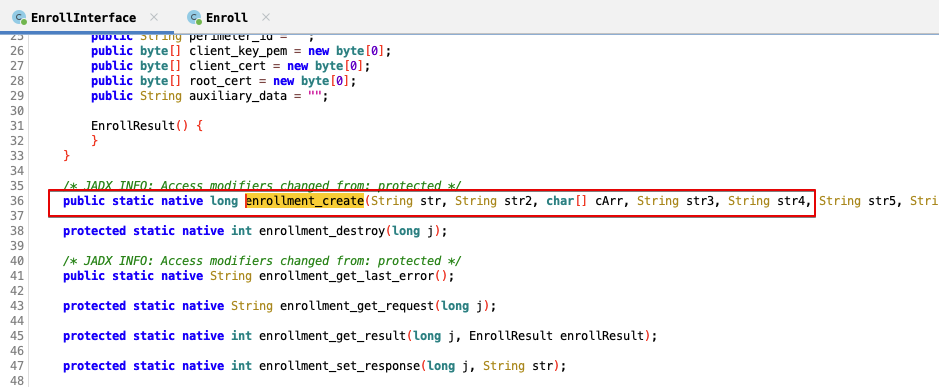 EnrollInterface × Enroll ×
25 public String perimeter_id = "";
26 public byte[] client_key_pem = new byte[0];
27 public byte[] client_cert = new byte[0];
28 public byte[] root_cert = new byte[0];
29 public String auxiliary_data = "";
30
31 EnrollResult() {
32 }
33 }
34
35 /* JADX INFO: Access modifiers changed from: protected */
36 public static native long enrollment_create(String str, String str2, char[] cArr, String str3, String str4, String str5, Stri
37
38 protected static native int enrollment_destroy(long j);
39
40 /* JADX INFO: Access modifiers changed from: protected */
41 public static native String enrollment_get_last_error();
42
43 protected static native String enrollment_get_request(long j);
44
45 protected static native int enrollment_get_result(long j, EnrollResult enrollResult);
46
47 protected static native int enrollment_set_response(long j, String str);
48